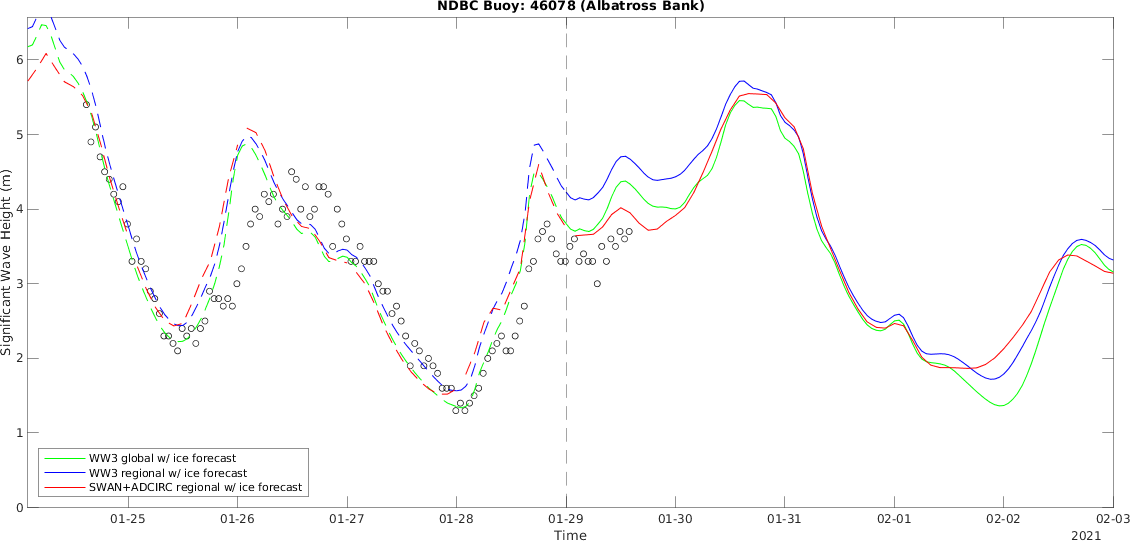 NDBC Buoy: 46078 (Albatross Bank)
Significant Wave Height (m)
6
5
4
3
2
1
0
WW3 global w/ ice forecast
WW3 regional w/ ice forecast
SWAN+ADCIRC regional w/ ice forecast
01-25 01-26 01-27 01-28 01-29 01-30 01-31 02-01 02-02 02-03
Time
2021